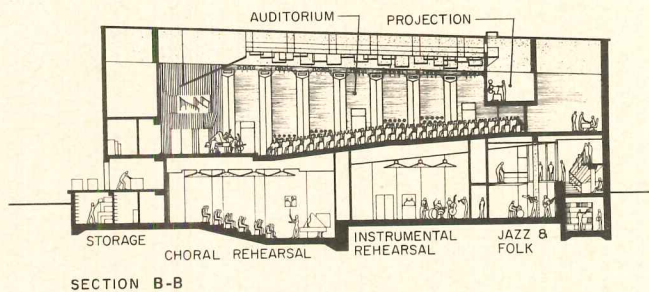 AUDITORIUM
PROJECTION
STORAGE
CHORAL REHEARSAL
INSTRUMENTAL
REHEARSAL
JAZZ &
FOLK
SECTION B-B